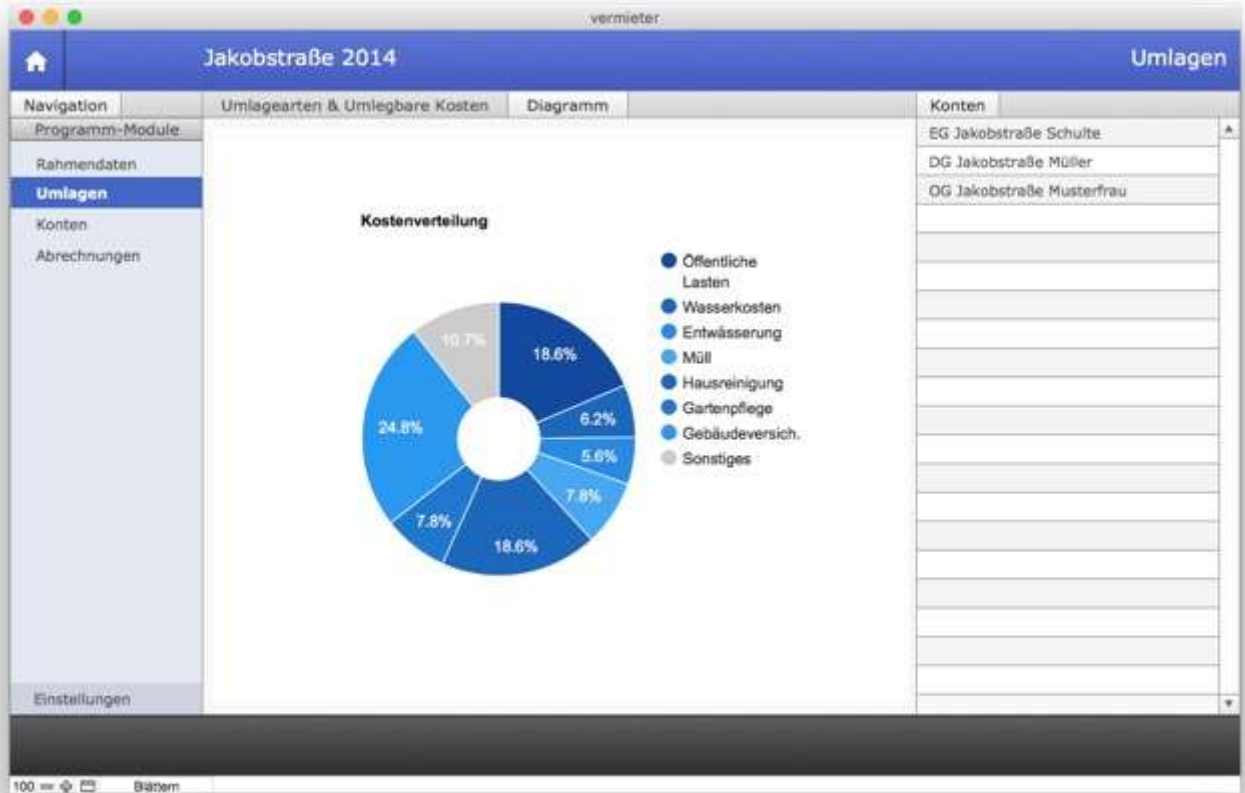 vermieter
Jakobstraße 2014
Umlagen
Navigation
Umlagearten & Umlegbare Kosten
Diagramm
Konten
Programm-Module
Rahmendaten
Umlagen
Konten
Abrechnungen
Einstellungen
Kostenverteilung
18.6%
6.2%
5.6%
7.8%
18.6%
7.8%
24.8%
10.7%
Öffentliche
Lasten
Wasserkosten
Entwässerung
Müll
Hausreinigung
Gartenpflege
Gebäudeversich.
Sonstiges
EG Jakobstraße Schulte
DG Jakobstraße Müller
OG Jakobstraße Musterfrau
100
Blättern